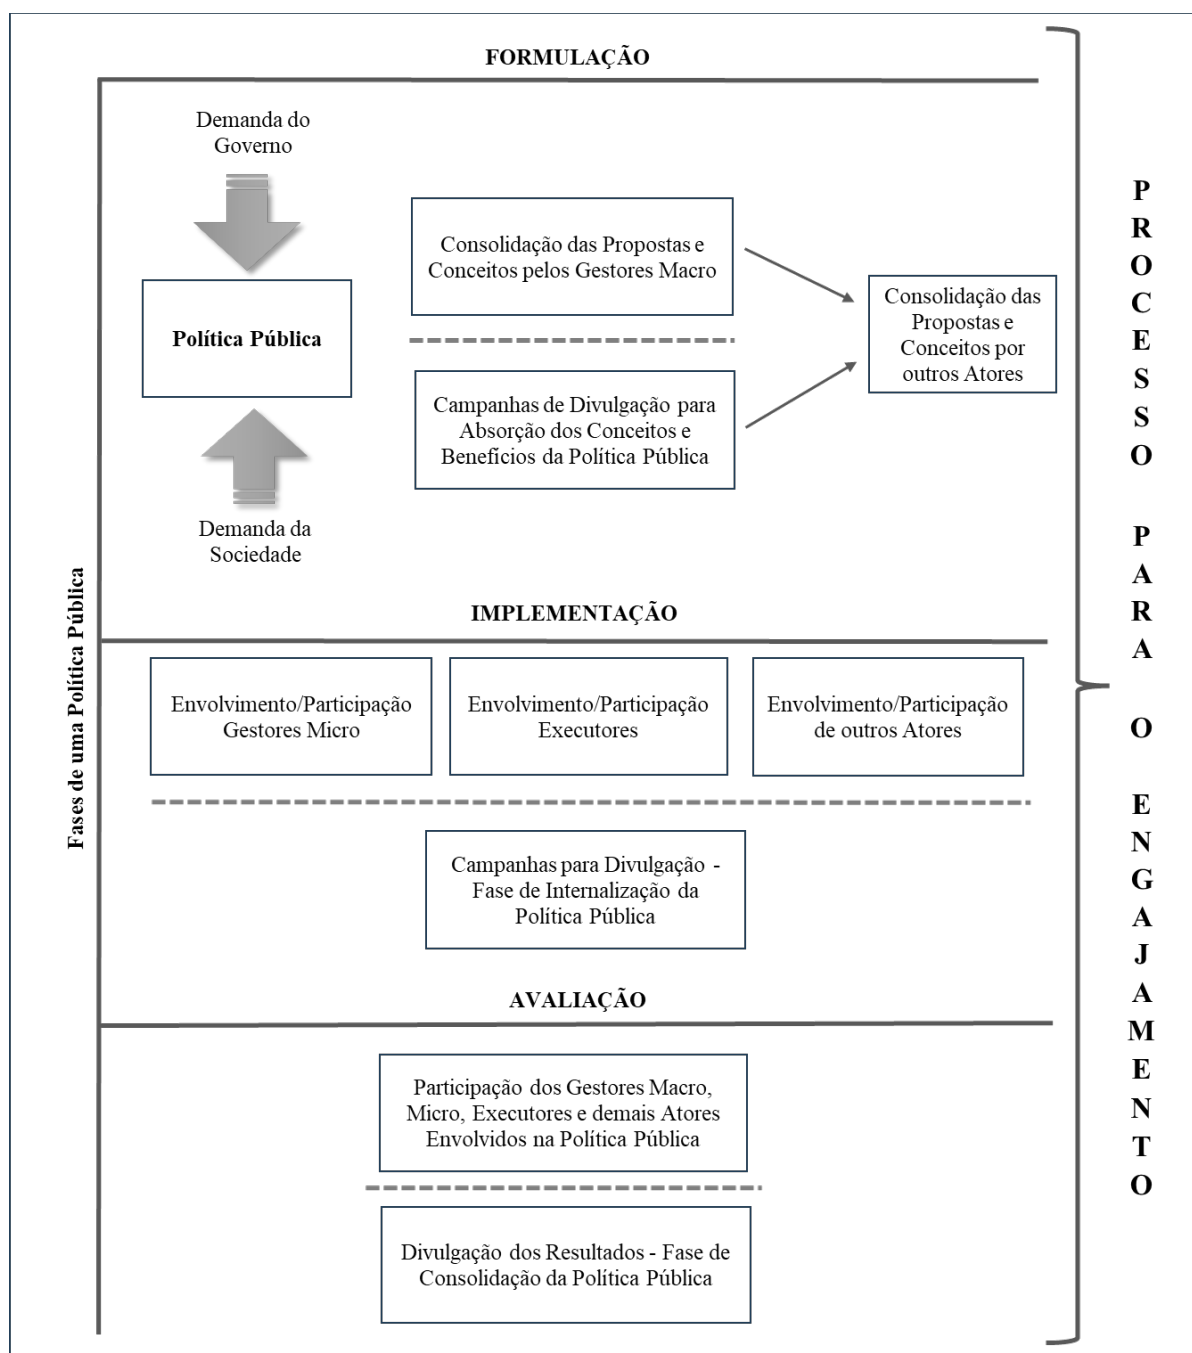 FORMULAÇÃO
Demanda do
Governo
Política Pública
Demanda da
Sociedade
Consolidação das Propostas e
Conceitos pelos Gestores Macro
Campanhas de Divulgação para
Absorção dos Conceitos e
Benefícios da Política Pública
Consolidação das
Propostas e
Conceitos por
outros Atores
Fases de uma Política Pública
IMPLEMENTAÇÃO
Envolvimento/Participação
Gestores Micro
Envolvimento/Participação
Executores
Envolvimento/Participação
de outros Atores
Campanhas para Divulgação -
Fase de Internalização da
Política Pública
AVALIAÇÃO
Participação dos Gestores Macro,
Micro, Executores e demais Atores
Envolvidos na Política Pública
Divulgação dos Resultados - Fase de
Consolidação da Política Pública
PROCESSO PARA O ENGAJAMENTO